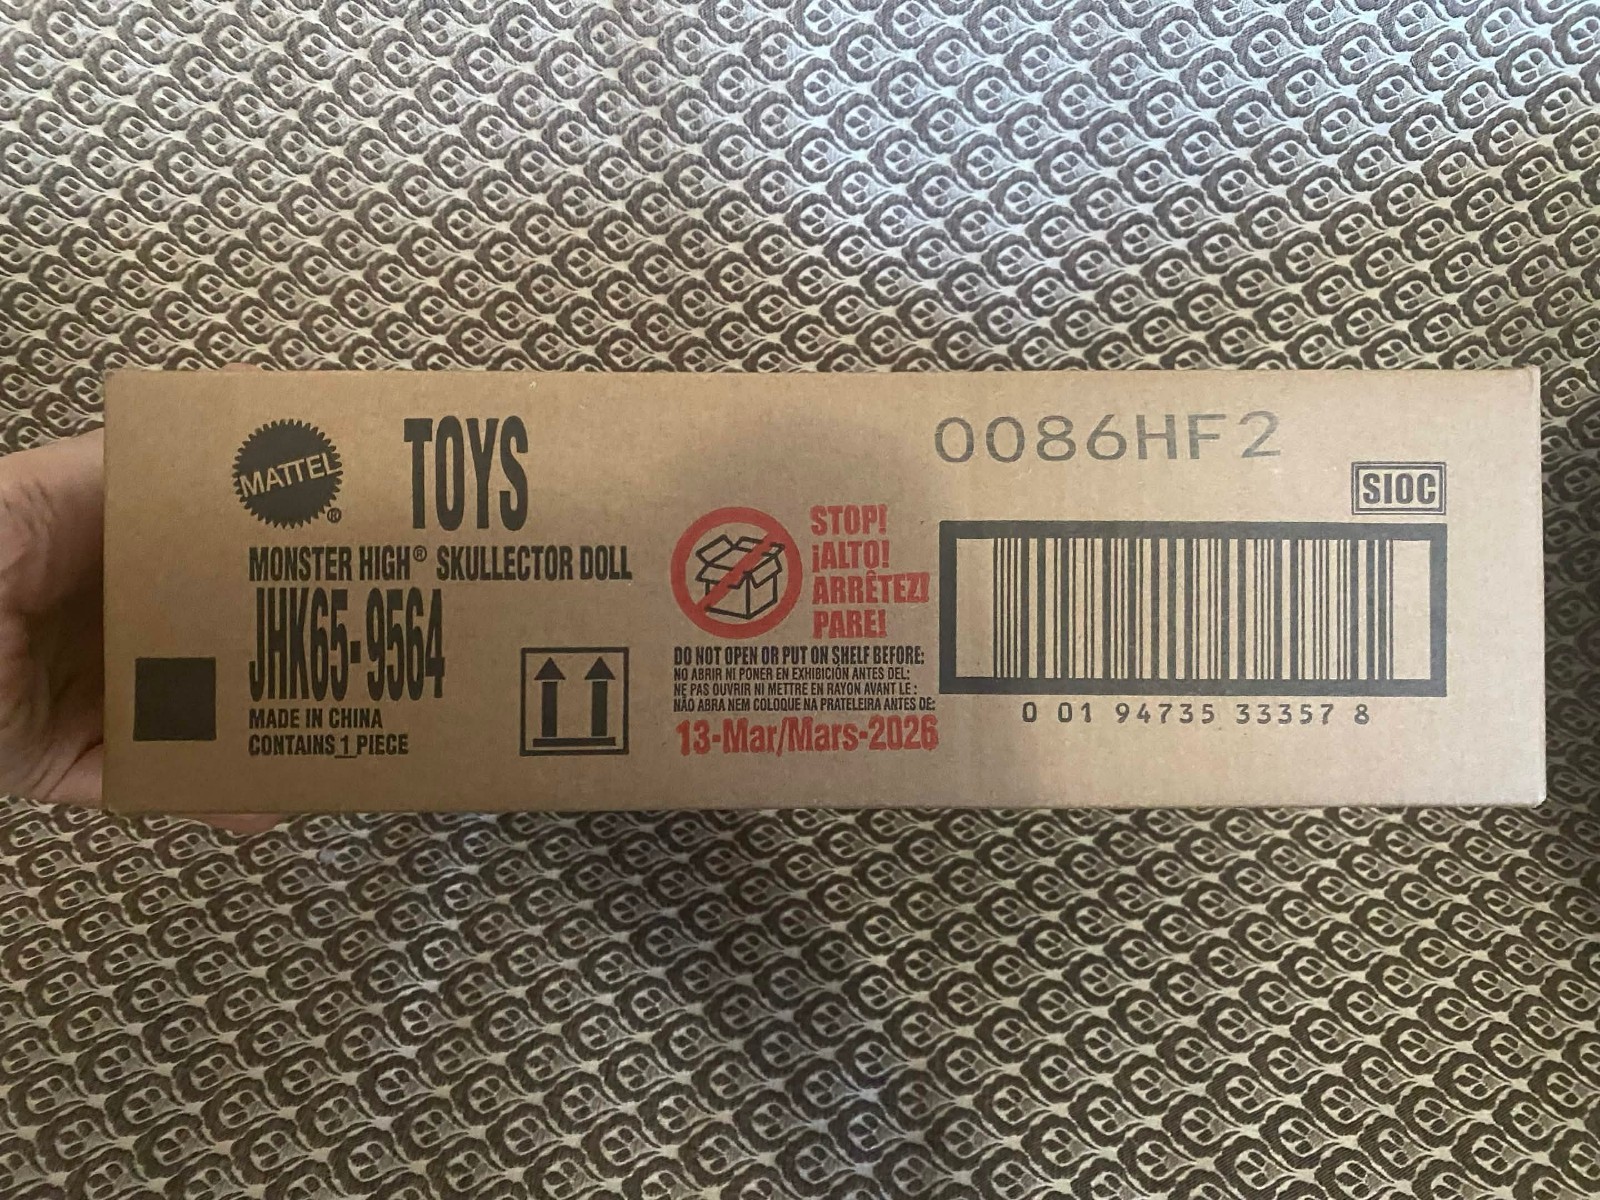 MATTEL®
TOYS
MONSTER HIGH® SKULLECTOR DOLL
JHK65-9564
MADE IN CHINA
CONTAINS 1 PIECE
STOP!
¡ALTO!
ARRÊTEZ!
PARE!
DO NOT OPEN OR PUT ON SHELF BEFORE:
NO ABRIR NI PONER EN EXHIBICIÓN ANTES DEL:
NE PAS OUVRIR NI METTRE EN RAYON AVANT LE :
NÃO ABRA NEM COLOQUE NA PRATELEIRA ANTES DE:
13-Mar/Mars-2026
0086HF2
SIOC
0 01 94735 33357 8